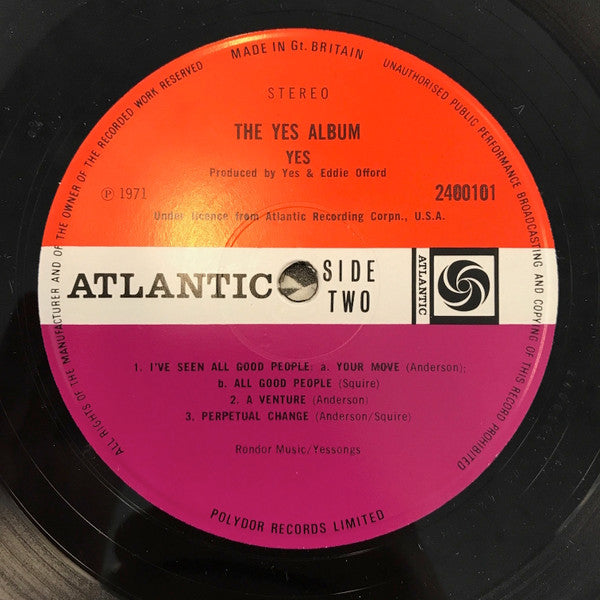 MADE IN Gt. BRITAIN
UNAUTHORISED PUBLIC PERFORMANCE BROADCASTING AND COPYING OF THIS RECORD PROHIBITED
ALL RIGHTS OF THE MANUFACTURER AND OF THE OWNER OF THE RECORDED WORK RESERVED
STEREO
THE YES ALBUM
YES
Produced by Yes & Eddie Offord
℗ 1971
2400101
Under licence from Atlantic Recording Corpn., U.S.A.
ATLANTIC
SIDE
TWO
ATLANTIC
1. I'VE SEEN ALL GOOD PEOPLE: a. YOUR MOVE (Anderson);
b. ALL GOOD PEOPLE (Squire)
2. A VENTURE (Anderson)
3. PERPETUAL CHANGE (Anderson/Squire)
Rondor Music/Yessongs
POLYDOR RECORDS LIMITED